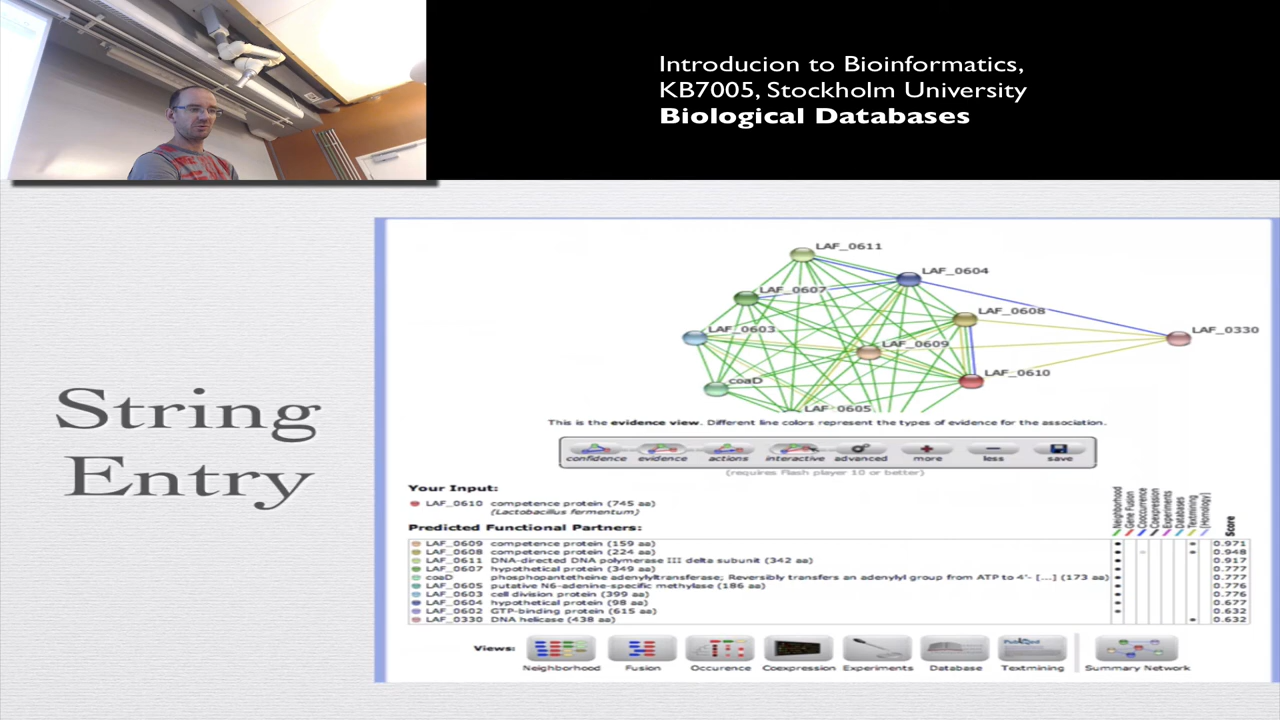 Introducion to Bioinformatics,
KB7005, Stockholm University
Biological Databases
String
Entry
LAF_0611
LAF_0604
LAF_0607
LAF_0608
LAF_0603
LAF_0330
LAF_0609
LAF_0610
coaD
LAF_0605
This is the evidence view. Different line colors represent the types of evidence for the association.
confidence evidence actions interactive advanced more less save
(requires Flash player 10 or better)
Your Input:
LAF_0610 competence protein (745 aa)
(Lactobacillus fermentum)
Predicted Functional Partners:
Neighborhood
Gene Fusion
Cooccurrence
Coexpression
Experiments
Databases
Textmining
[Homology]
Score
LAF_0609 competence protein (159 aa) 0.971
LAF_0608 competence protein (224 aa) 0.948
LAF_0611 DNA-directed DNA polymerase III delta subunit (342 aa) 0.917
LAF_0607 hypothetical protein (349 aa) 0.777
coaD phosphopantetheine adenylyltransferase; Reversibly transfers an adenylyl group from ATP to 4'- [...] (173 aa) 0.777
LAF_0605 putative N6-adenine-specific methylase (186 aa) 0.776
LAF_0603 cell division protein (399 aa) 0.776
LAF_0604 hypothetical protein (98 aa) 0.677
LAF_0602 GTP-binding protein (615 aa) 0.632
LAF_0330 DNA helicase (438 aa) 0.632
Views:
Neighborhood Fusion Occurence Coexpression Experiments Database Textmining Summary Network